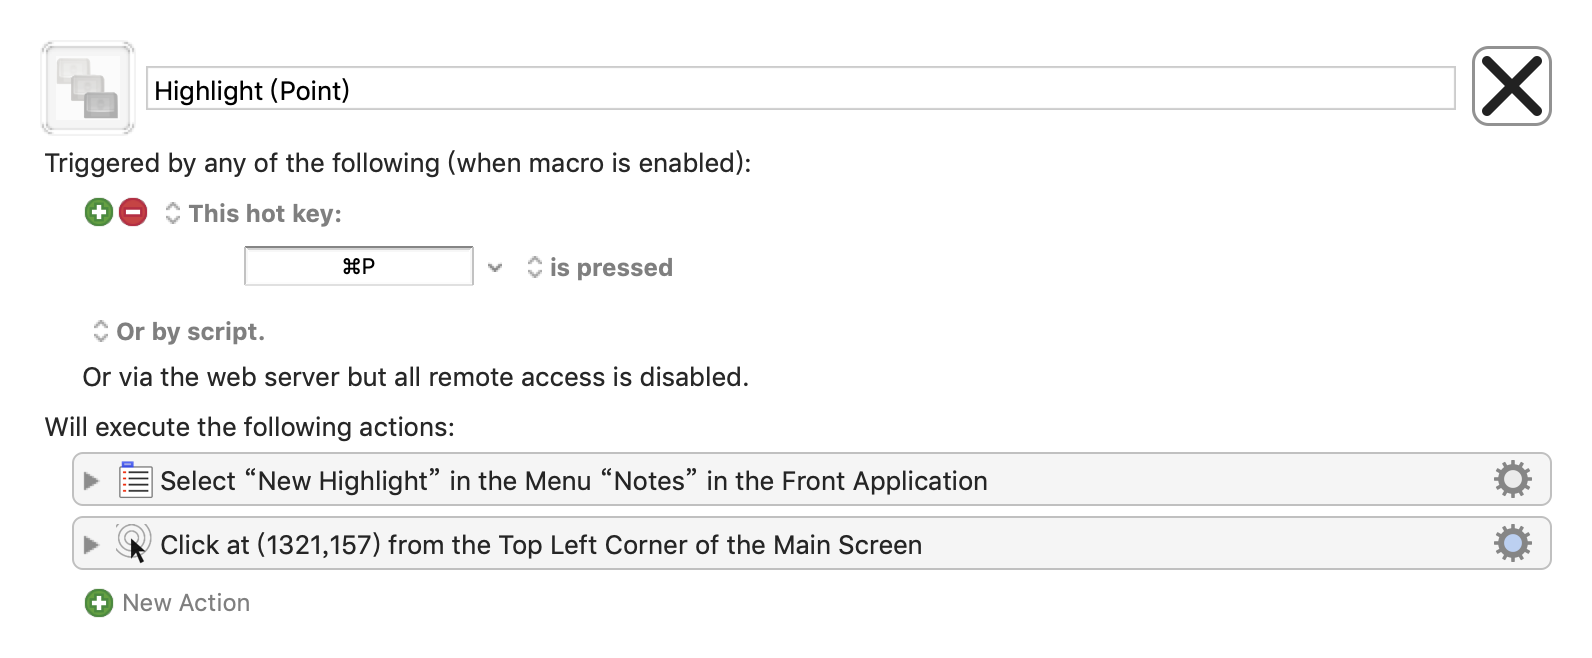 Highlight (Point)
Triggered by any of the following (when macro is enabled):
This hot key:
⌘P
is pressed
Or by script.
Or via the web server but all remote access is disabled.
Will execute the following actions:
Select “New Highlight” in the Menu “Notes” in the Front Application
Click at (1321,157) from the Top Left Corner of the Main Screen
New Action